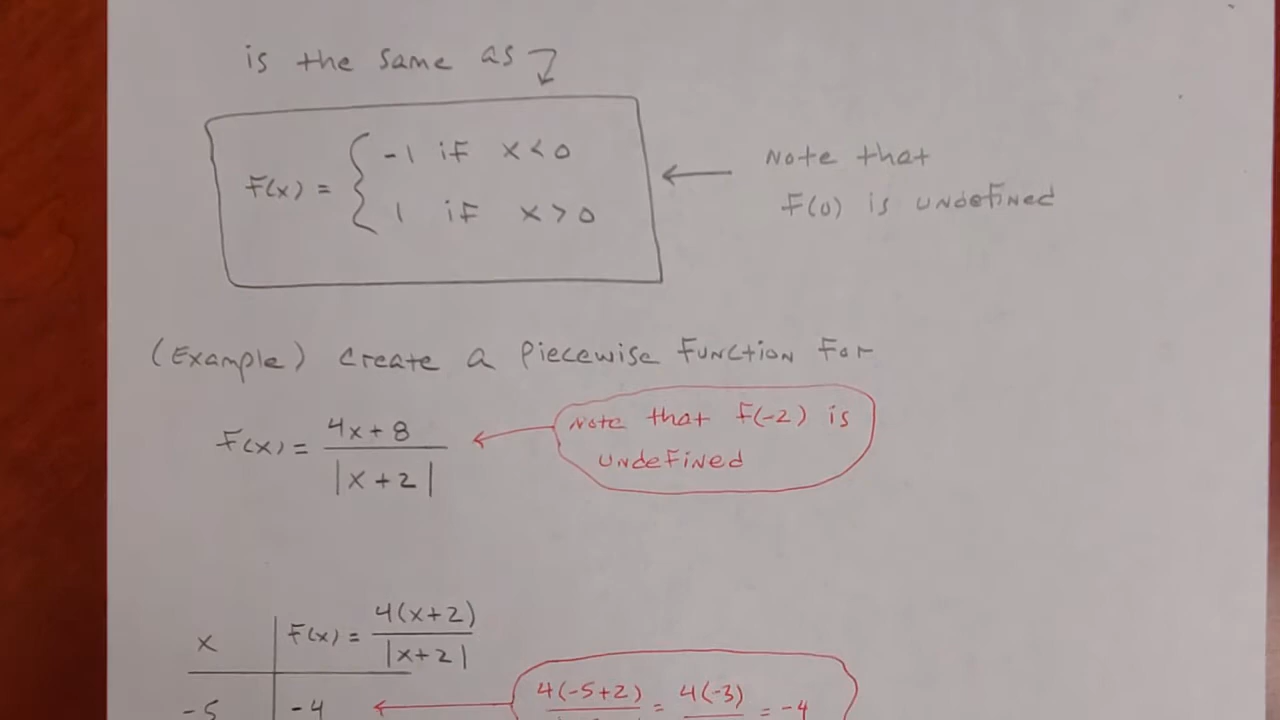 is the same as
F(x) = { -1 if x < 0
1 if x > 0
Note that
F(0) is undefined
(Example) Create a Piecewise Function For
F(x) = 4x+8 / |x+2|
Note that F(-2) is
undefined
x | F(x) = 4(x+2) / |x+2|
-5 | -4
4(-5+2) = 4(-3) = -4